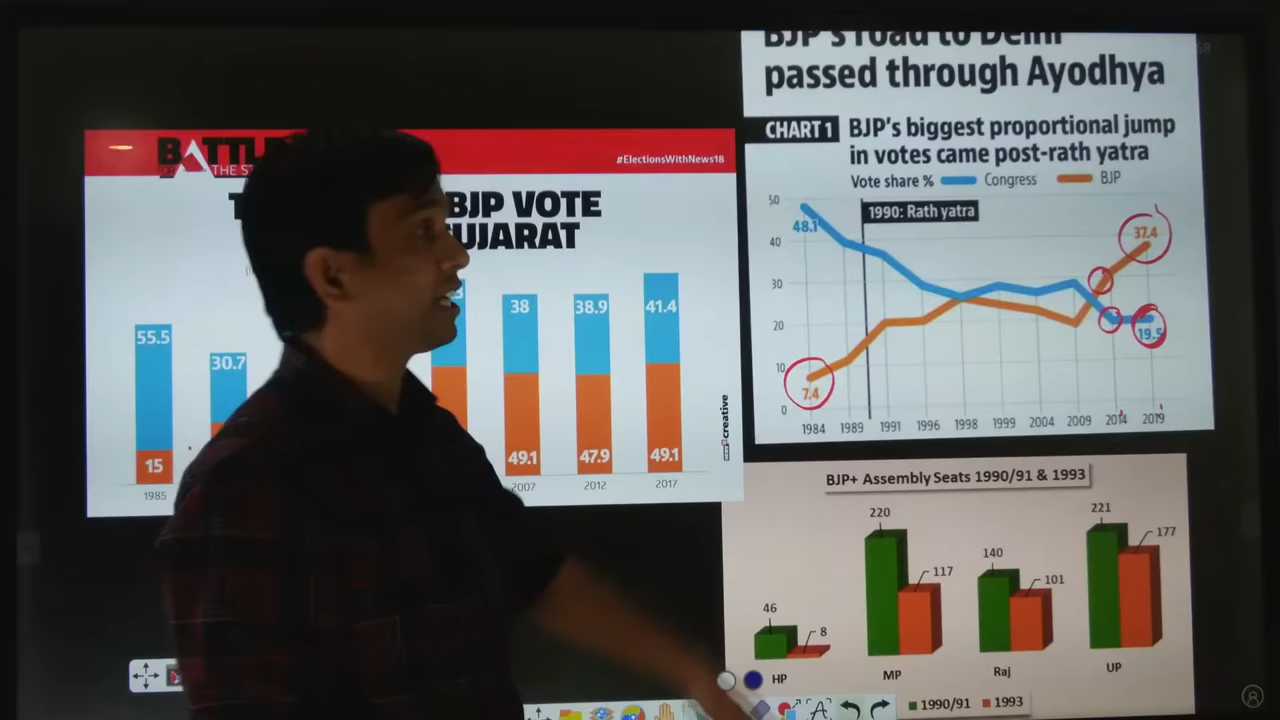 #ElectionsWithNews18
BJP VOTE
55.5
30.7
38
38.9
41.4
15
49.1
47.9
49.1
1985
2007
2012
2017
creative
BJP's road to Delhi
passed through Ayodhya
CHART 1
BJP's biggest proportional jump
in votes came post-rath yatra
Vote share %
Congress
BJP
50
40
30
20
10
0
48.1
1990: Rath yatra
37.4
19.5
7.4
1984
1989
1991
1996
1998
1999
2004
2009
2014
2019
BJP+ Assembly Seats 1990/91 & 1993
46
8
220
117
140
101
221
177
HP
MP
Raj
UP
1990/91
1993